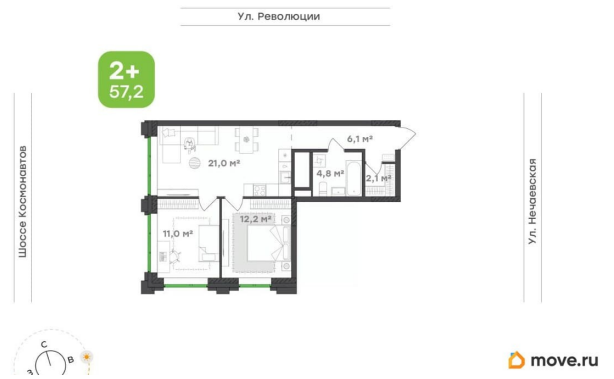 Ул. Революции
2+
57,2
Шоссе Космонавтов
Ул. Нечаевская
6,1 м²
21,0 м²
4,8 м²
2,1 м²
11,0 м²
12,2 м²
С
В
З
move.ru